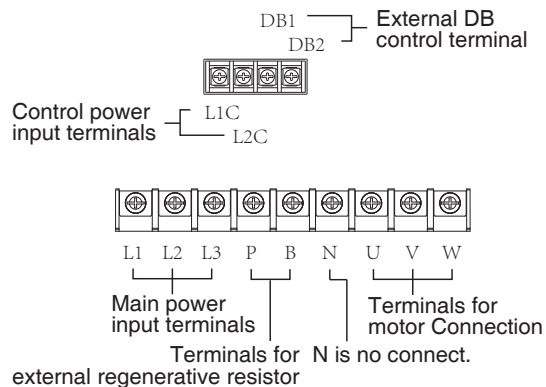 DB1
DB2
External DB
control terminal
Control power
input terminals
L1C
L2C
L1 L2 L3 P B N U V W
Main power
input terminals
Terminals for
motor Connection
Terminals for
external regenerative resistor
N is no connect.